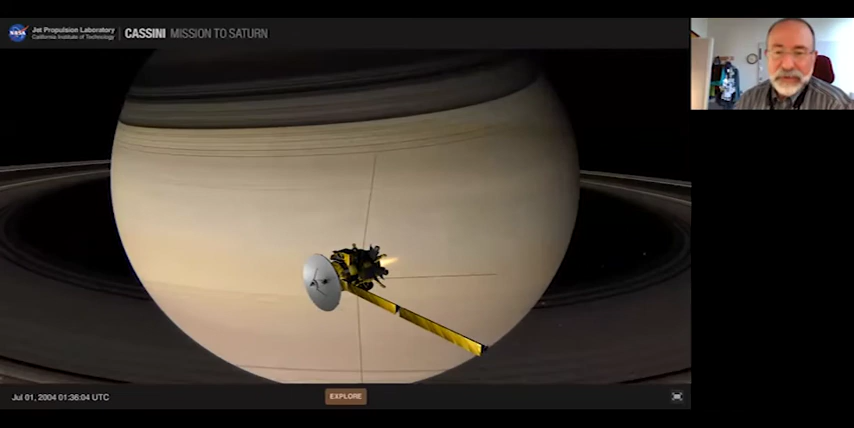 NASA
Jet Propulsion Laboratory
California Institute of Technology
CASSINI MISSION TO SATURN
Jul 01, 2004 01:36:04 UTC
EXPLORE